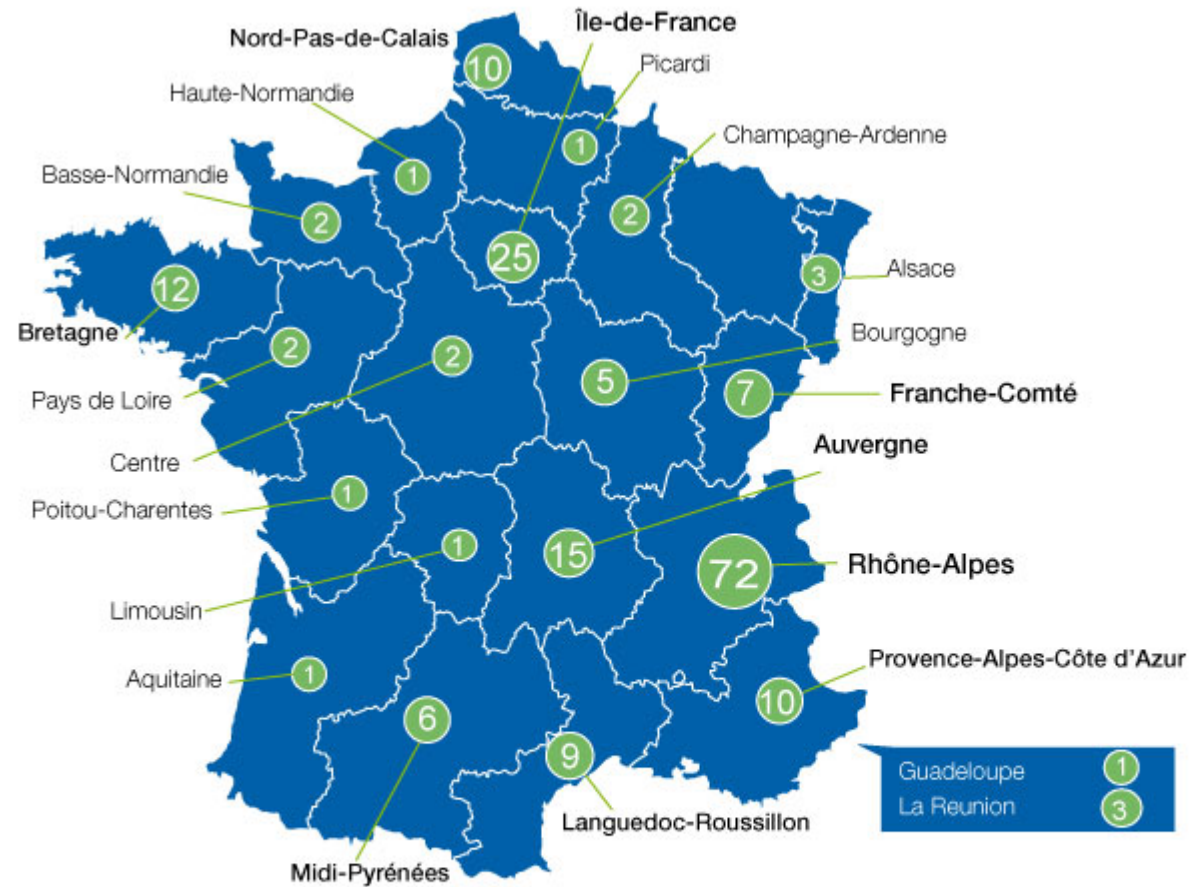 Île-de-France
Nord-Pas-de-Calais
10
Picardi
Haute-Normandie
Champagne-Ardenne
1
Basse-Normandie
1
2
2
25
Alsace
3
12
Bretagne
Bourgogne
2
2
5
7
Franche-Comté
Pays de Loire
Auvergne
Centre
Poitou-Charentes
1
1
15
72
Rhône-Alpes
Limousin
Provence-Alpes-Côte d'Azur
Aquitaine
1
10
6
9
Guadeloupe 1
La Reunion 3
Languedoc-Roussillon
Midi-Pyrénées